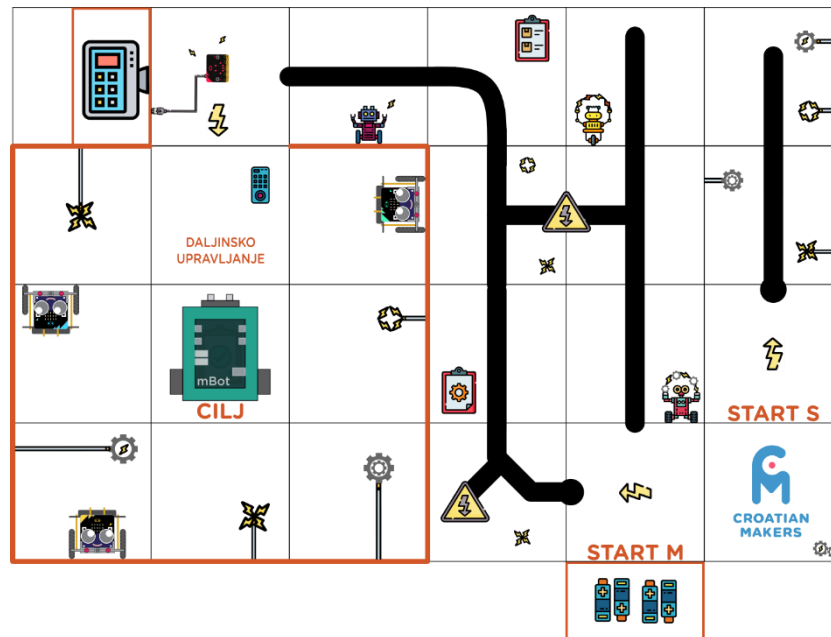 DALJINSKO
UPRAVLJANJE
mBot
CILJ
START S
CROATIAN
MAKERS
START M